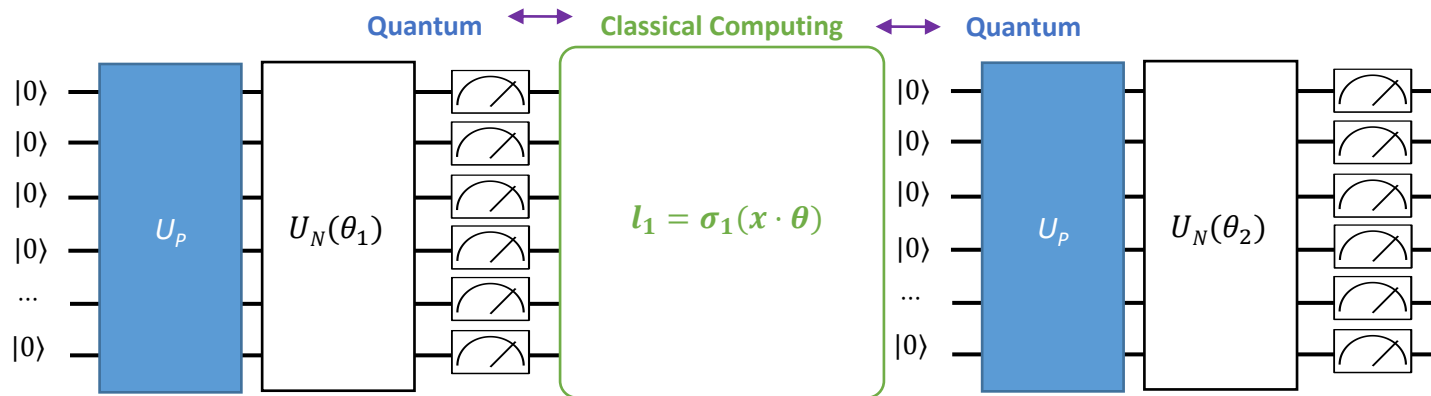 Quantum
Classical Computing
Quantum
|0⟩
|0⟩
|0⟩
|0⟩
...
|0⟩
U_P
U_N(θ_1)
l_1 = σ_1(x · θ)
|0⟩
|0⟩
|0⟩
|0⟩
...
|0⟩
U_P
U_N(θ_2)